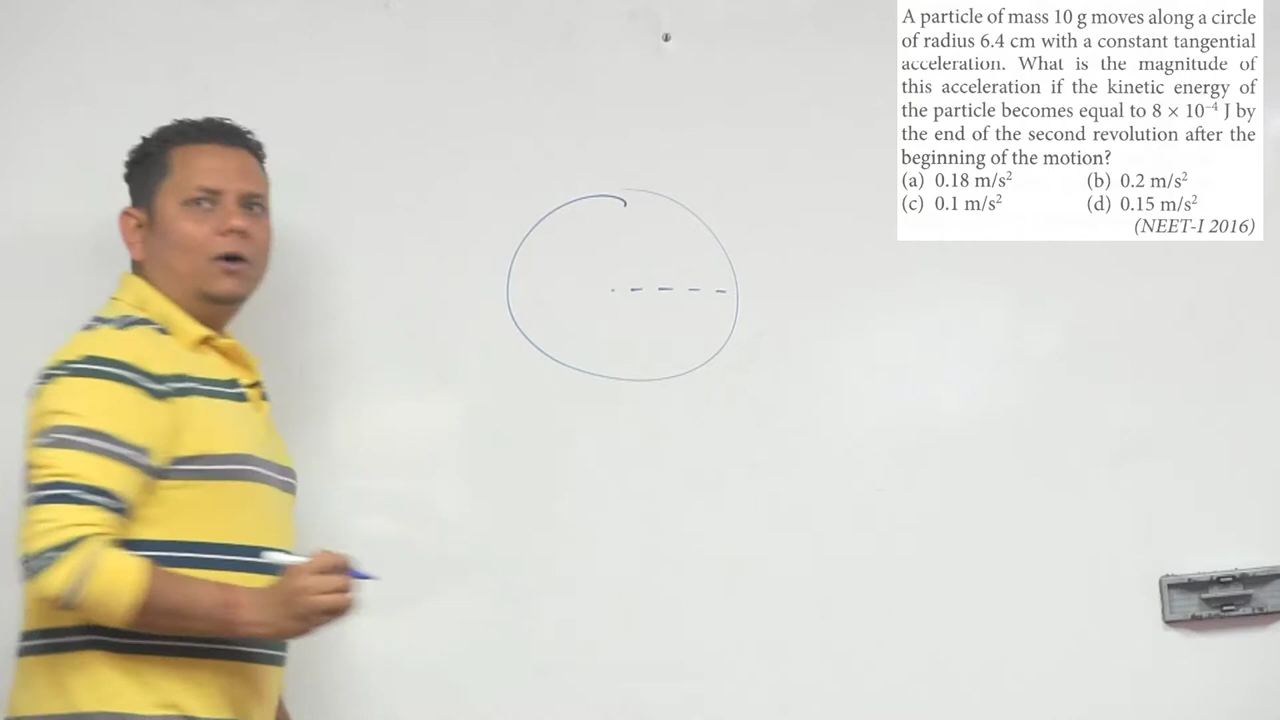 A particle of mass 10 g moves along a circle
of radius 6.4 cm with a constant tangential
acceleration. What is the magnitude of
this acceleration if the kinetic energy of
the particle becomes equal to 8 × 10⁻⁴ J by
the end of the second revolution after the
beginning of the motion?
(a) 0.18 m/s² (b) 0.2 m/s²
(c) 0.1 m/s² (d) 0.15 m/s²
(NEET-I 2016)